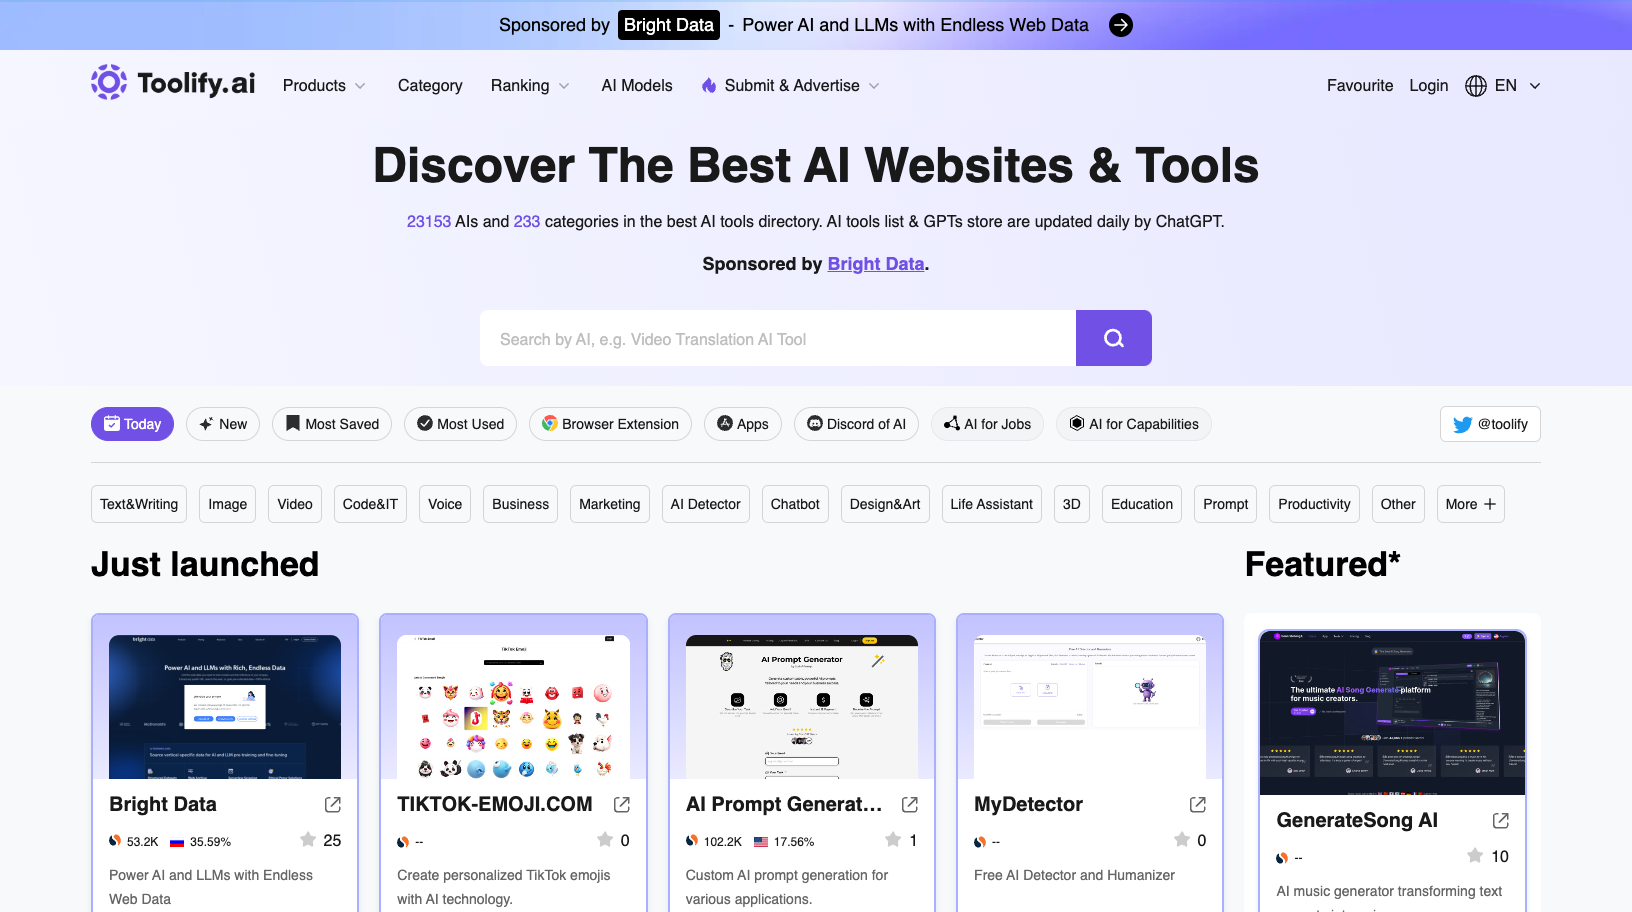 Sponsored by Bright Data - Power AI and LLMs with Endless Web Data
Toolify.ai
Products
Category
Ranking
AI Models
Submit & Advertise
Favourite
Login
EN
Discover The Best AI Websites & Tools
23153 AIs and 233 categories in the best AI tools directory. AI tools list & GPTs store are updated daily by ChatGPT.
Sponsored by Bright Data.
Search by AI, e.g. Video Translation AI Tool
Today
New
Most Saved
Most Used
Browser Extension
Apps
Discord of AI
AI for Jobs
AI for Capabilities
@toolify
Text&Writing
Image
Video
Code&IT
Voice
Business
Marketing
AI Detector
Chatbot
Design&Art
Life Assistant
3D
Education
Prompt
Productivity
Other
More
Just launched
Power AI and LLMs with Rich, Endless Data
Bright Data
53.2K
35.59%
25
Power AI and LLMs with Endless
Web Data
TikTok Emoji
TIKTOK-EMOJI.COM
--
0
Create personalized TikTok emojis
with AI technology.
AI Prompt Generator
AI Prompt Generat...
102.2K
17.56%
1
Custom AI prompt generation for
various applications.
MyDetector
--
0
Free AI Detector and Humanizer
Featured*
The ultimate AI Song Generator platform
for music creators.
GenerateSong AI
--
10
AI music generator transforming text